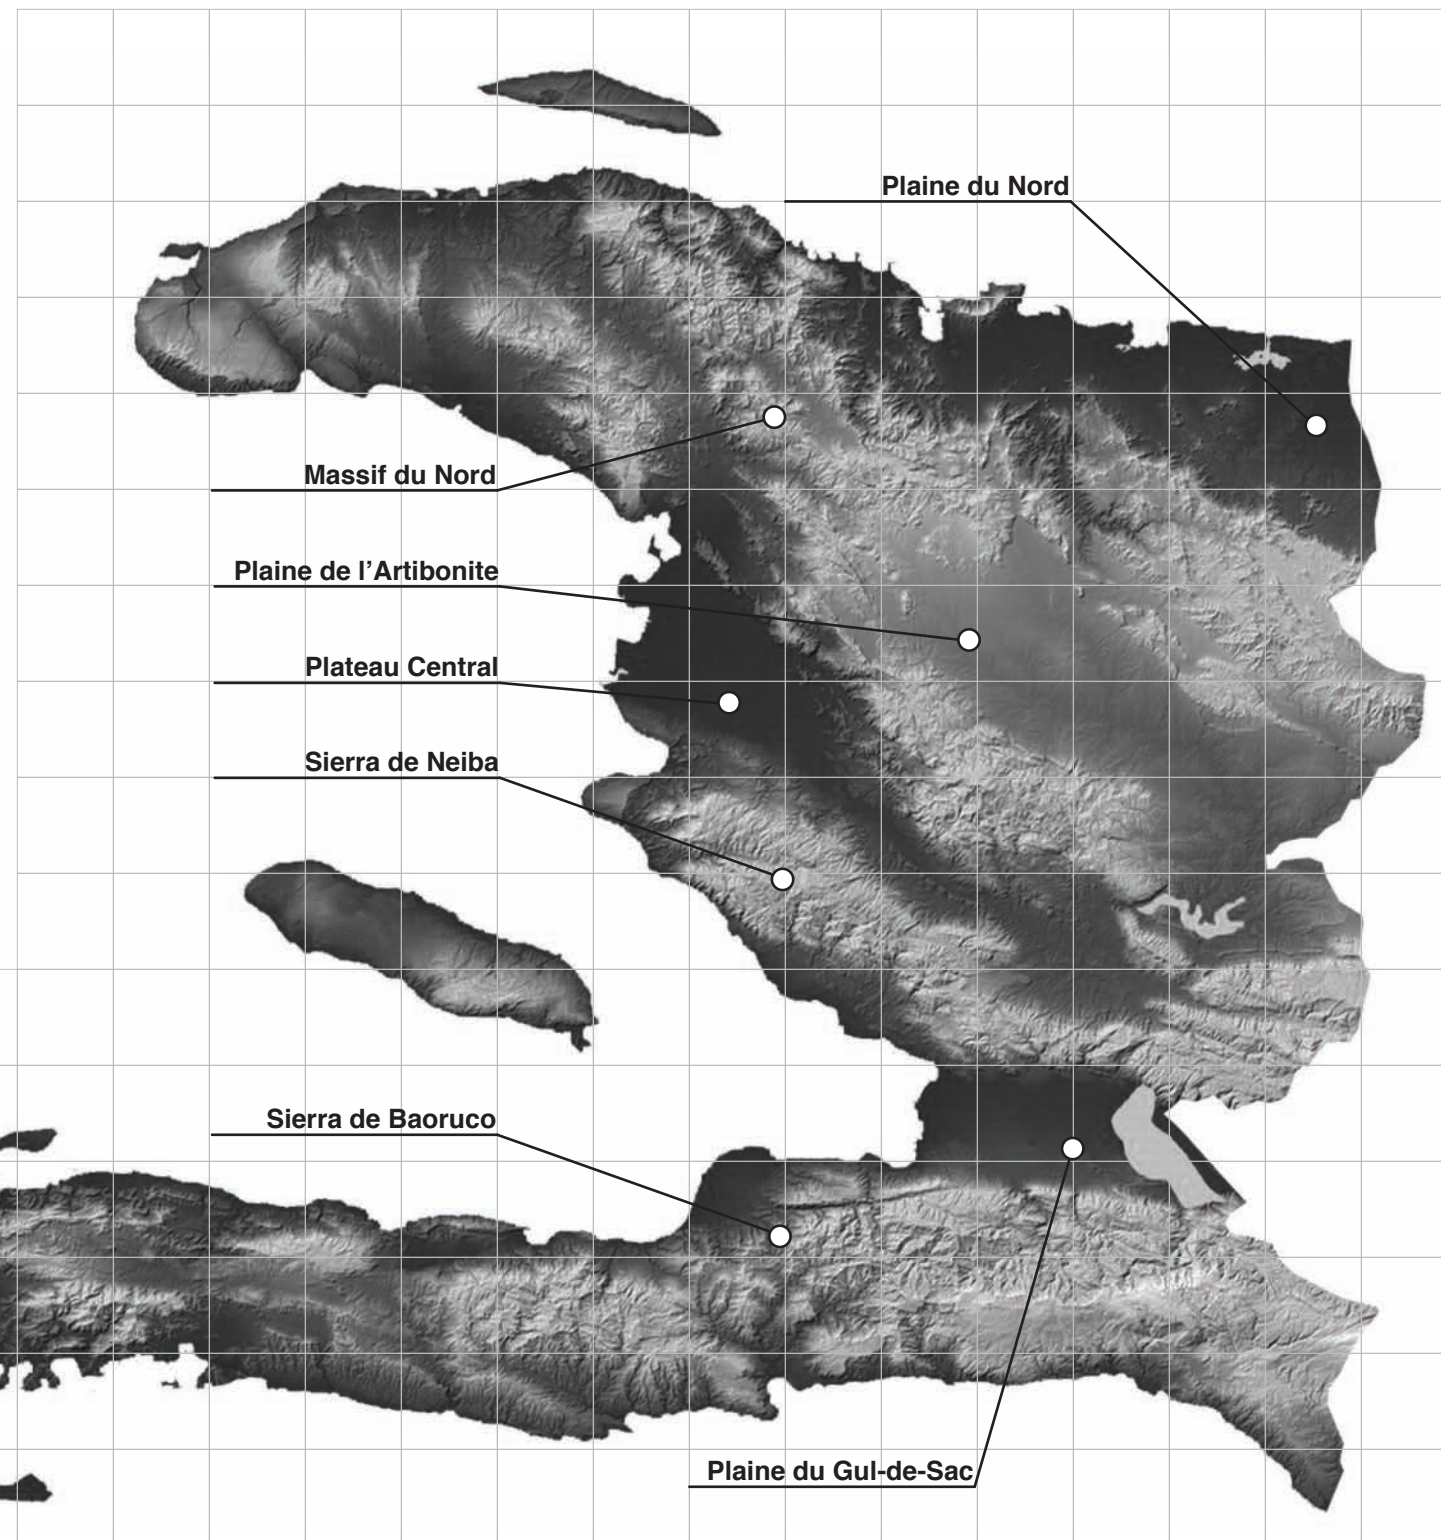 Plaine du Nord
Massif du Nord
Plaine de l’Artibonite
Plateau Central
Sierra de Neiba
Sierra de Baoruco
Plaine du Gul-de-Sac